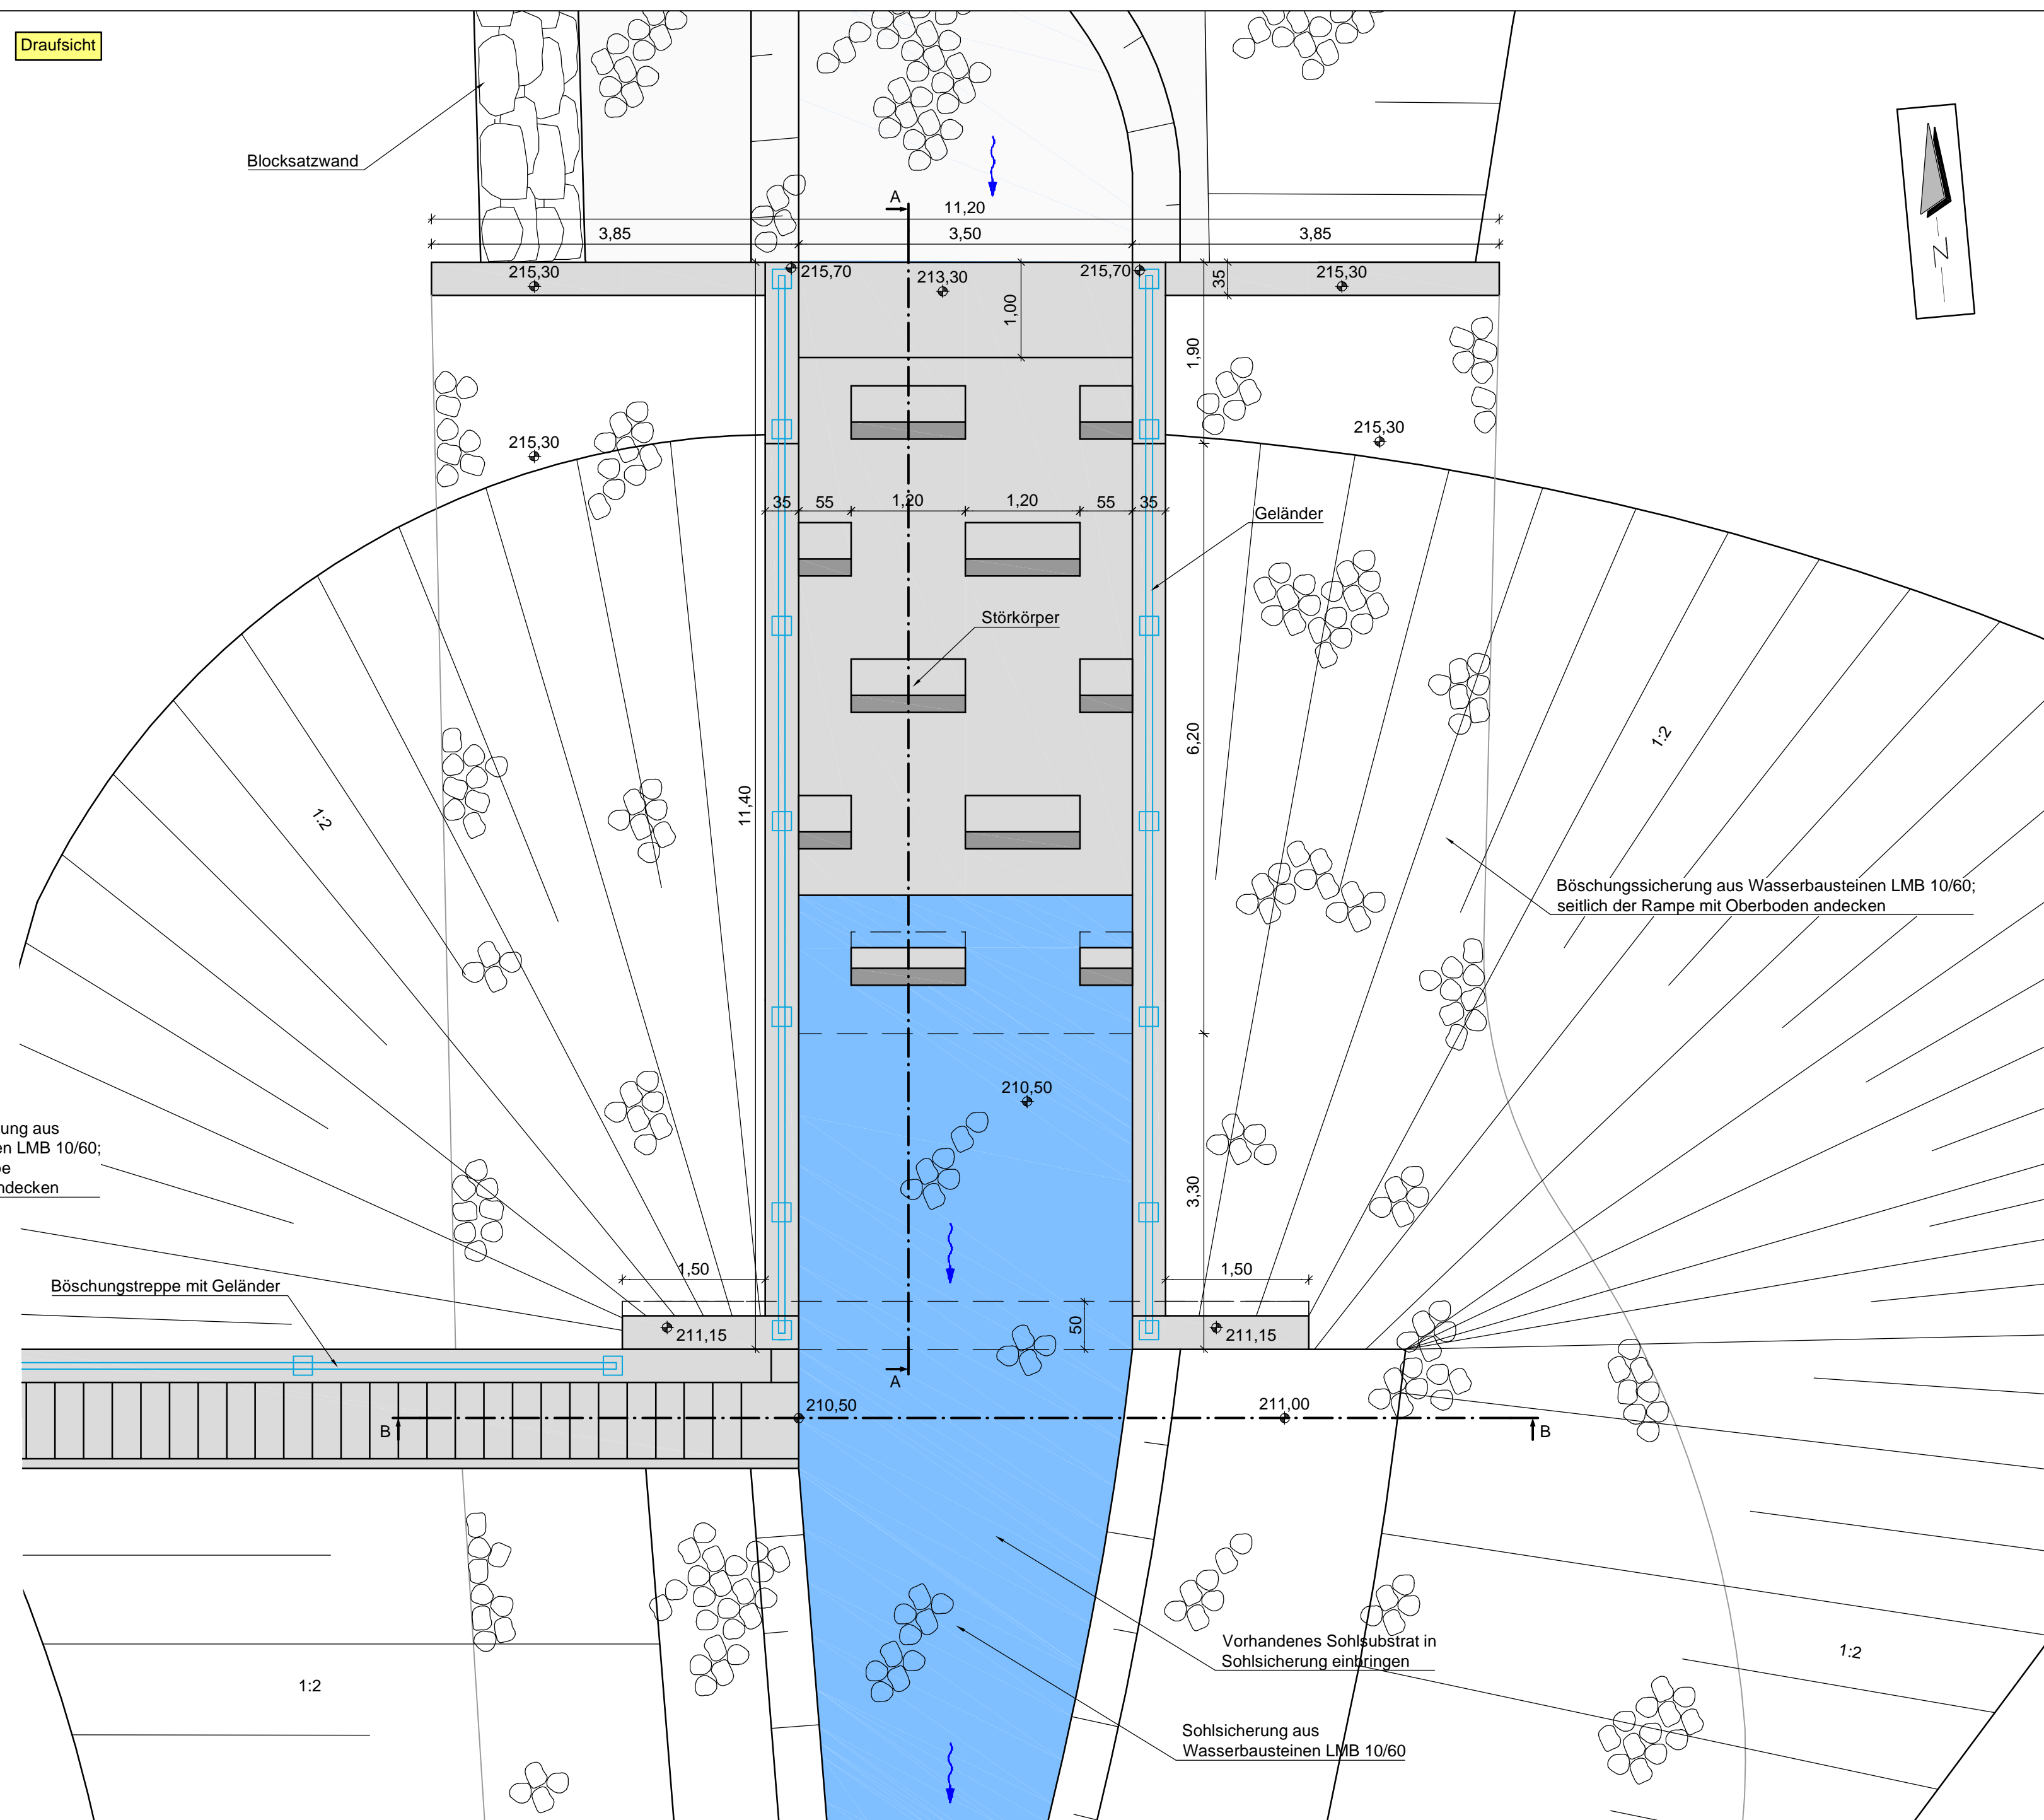 Draufsicht
Blocksatzwand
A
11,20
3,85
3,50
3,85
N
215,30
215,70
213,30
215,70
215,30
35
1,00
1,90
215,30
215,30
35
55
1,20
1,20
55
35
Geländer
Störkörper
6,20
1:2
11,40
1:2
Böschungssicherung aus Wasserbausteinen LMB 10/60;
seitlich der Rampe mit Oberboden andecken
210,50
ung aus
en LMB 10/60;
e
ndecken
3,30
1,50
1,50
Böschungstreppe mit Geländer
50
211,15
211,15
A
210,50
211,00
B
B
Vorhandenes Sohlsubstrat in
Sohlsicherung einbringen
1:2
1:2
Sohlsicherung aus
Wasserbausteinen LMB 10/60